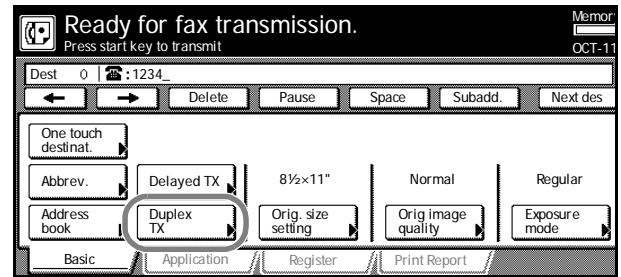 Ready for fax transmission.
Memor
Press start key to transmit
OCT-11
Dest 0 ☎:1234_
← → Delete Pause Space Subadd. Next des
One touch
destinat.
Abbrev. Delayed TX 8½×11" Normal Regular
Address
book
Duplex
TX
Orig. size
setting
Orig image
quality
Exposure
mode
Basic Application Register Print Report